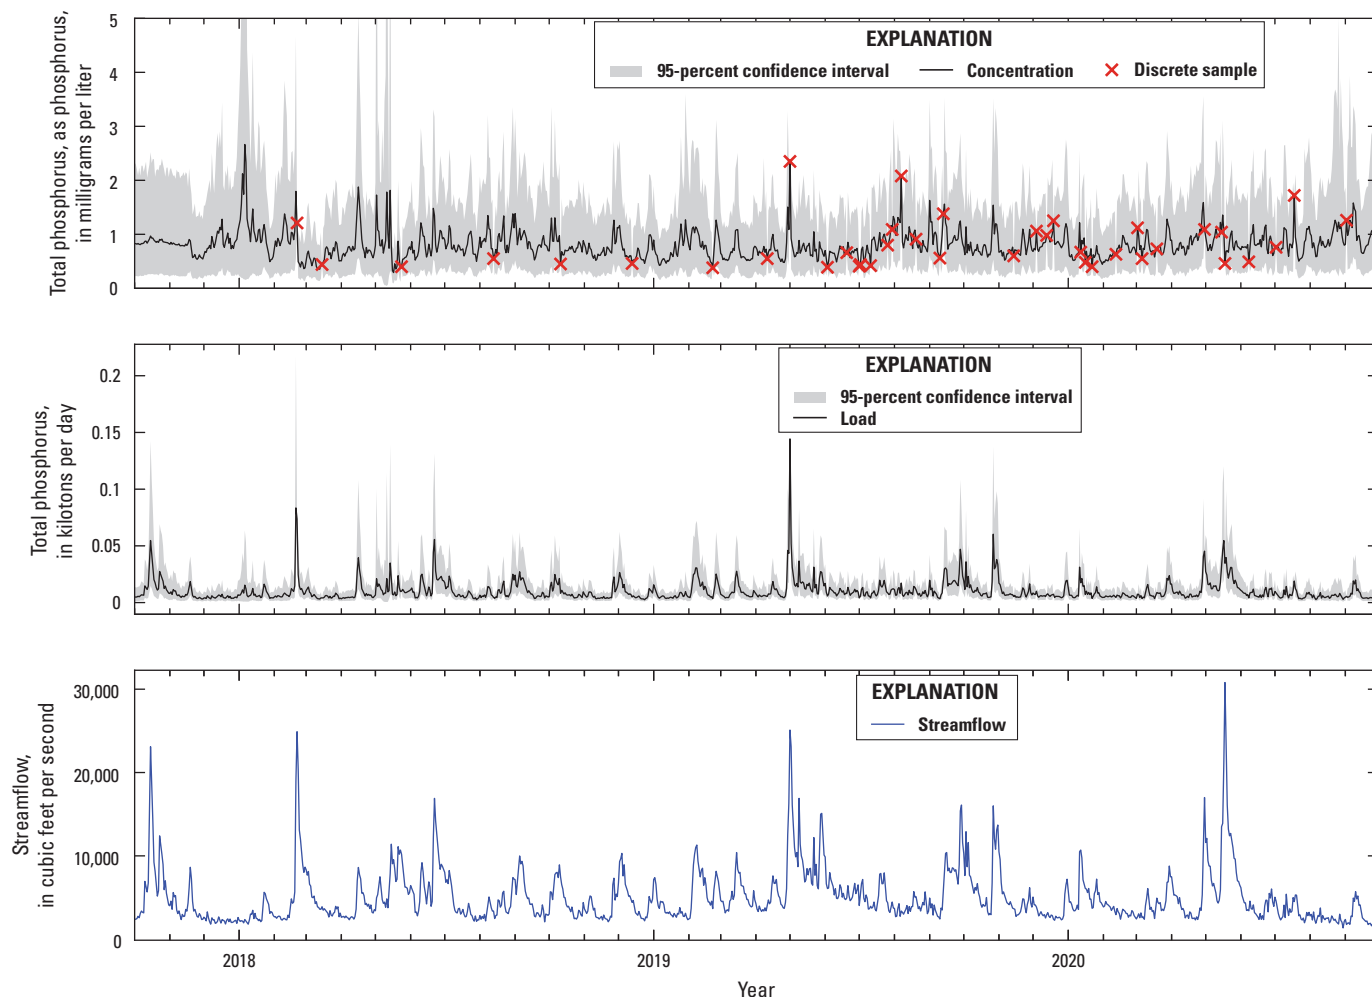 Total phosphorus, as phosphorus,
in milligrams per liter
5
4
3
2
1
0
EXPLANATION
95-percent confidence interval
Concentration
Discrete sample
Total phosphorus,
in kilotons per day
0.2
0.15
0.1
0.05
0
EXPLANATION
95-percent confidence interval
Load
Streamflow,
in cubic feet per second
30,000
20,000
10,000
0
EXPLANATION
Streamflow
2018
2019
2020
Year